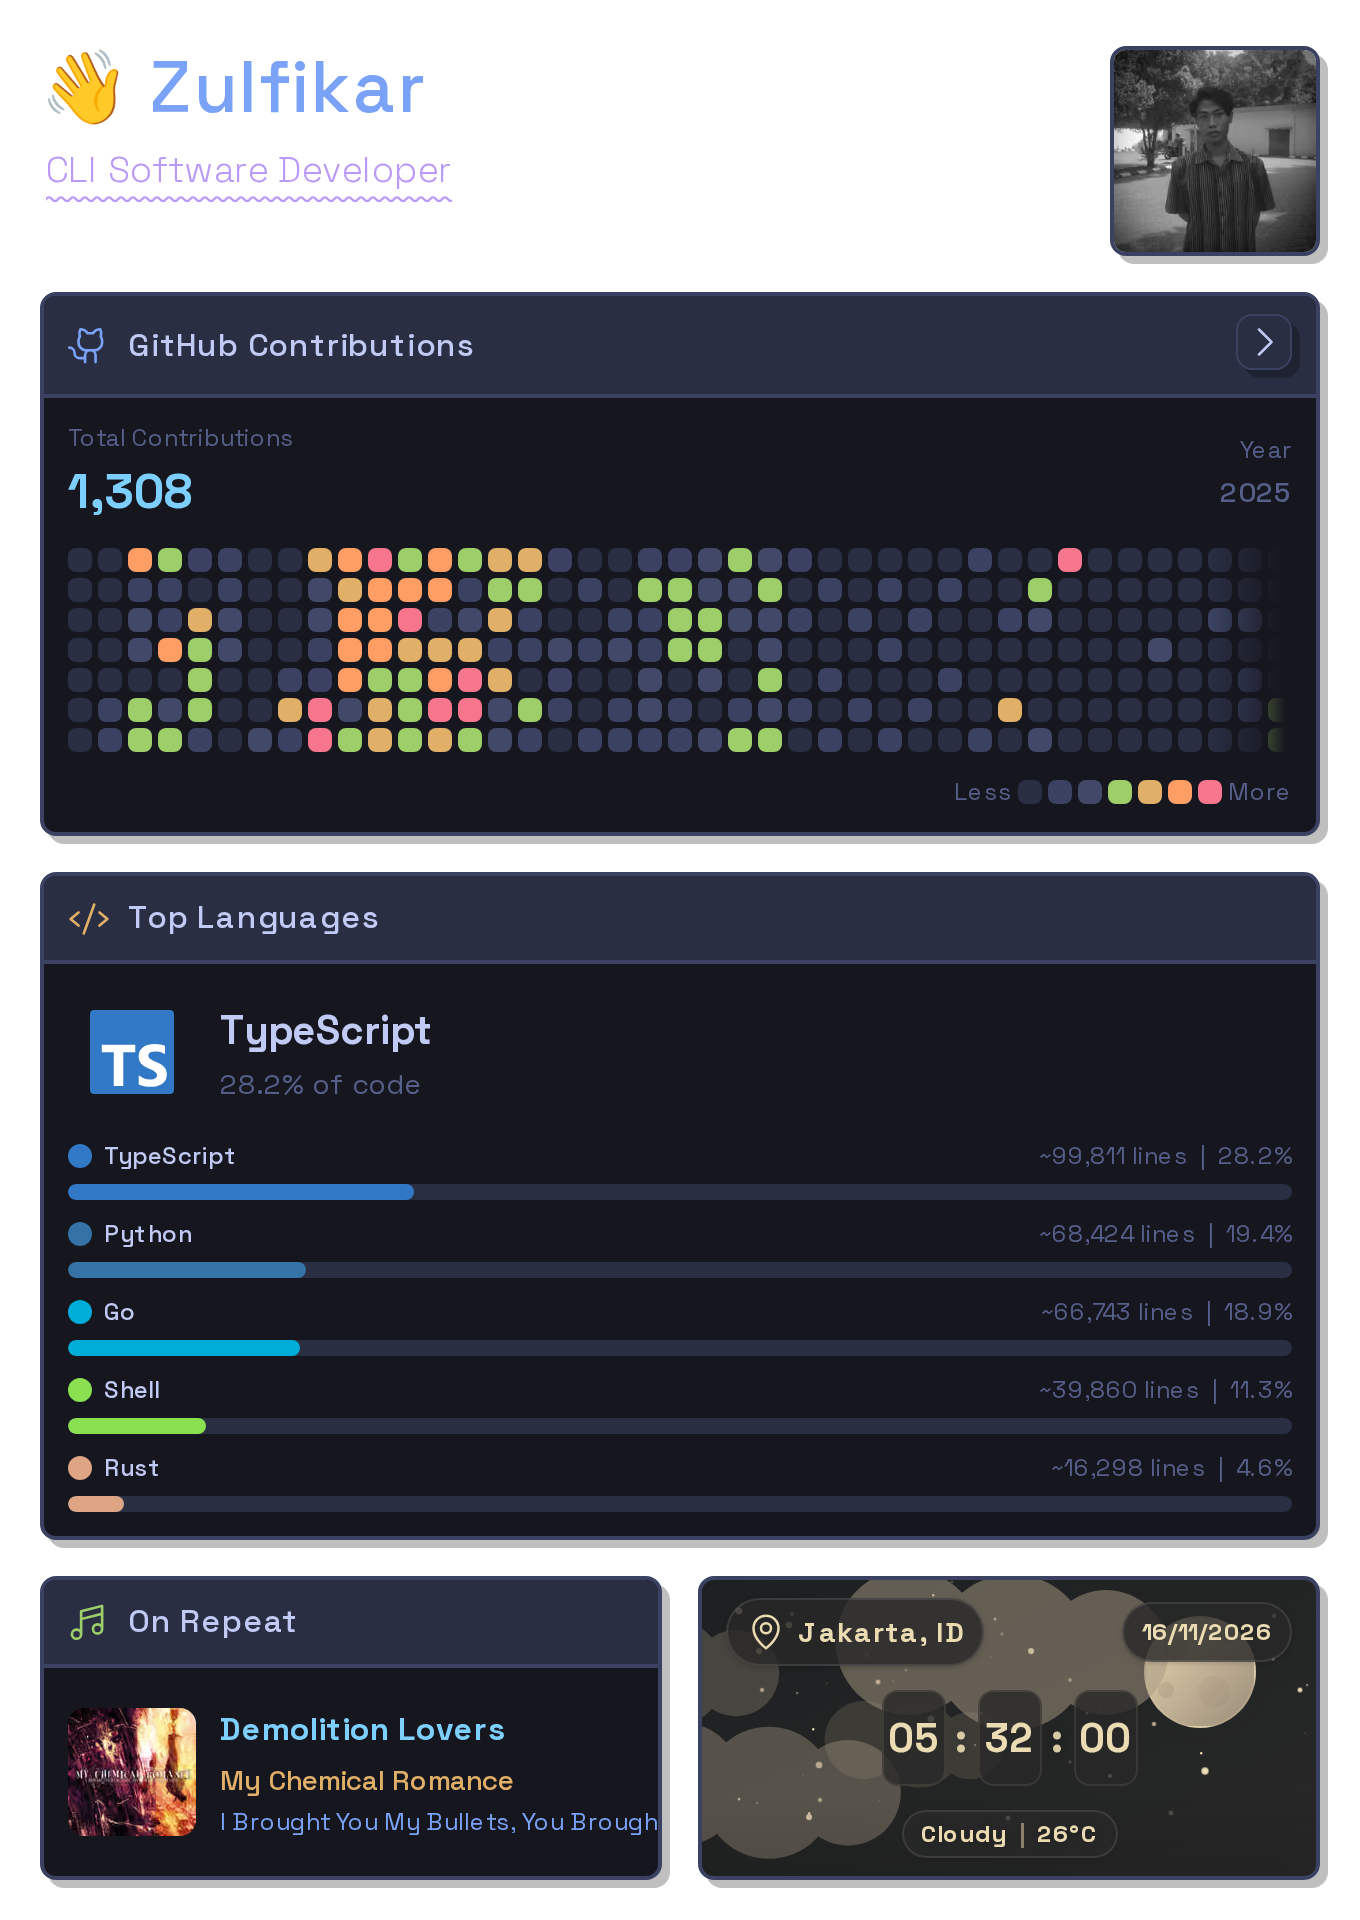 👋 Zulfikar
CLI Software Developer
GitHub Contributions
Total Contributions
1,308
Year
2025
Less More
Top Languages
TS
TypeScript
28.2% of code
TypeScript ~99,811 lines | 28.2%
Python ~68,424 lines | 19.4%
Go ~66,743 lines | 18.9%
Shell ~39,860 lines | 11.3%
Rust ~16,298 lines | 4.6%
On Repeat
MY CHEMICAL ROMANCE
Demolition Lovers
My Chemical Romance
I Brought You My Bullets, You Brough
Jakarta, ID
16/11/2026
05 : 32 : 00
Cloudy | 26°C